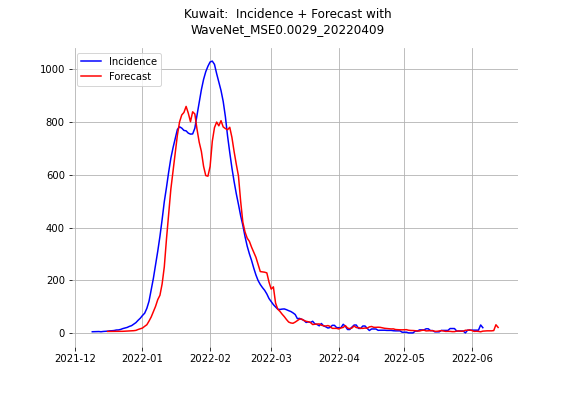 Kuwait:  Incidence + Forecast with
WaveNet_MSE0.0029_20220409
Incidence
Forecast
1000
800
600
400
200
0
2021-12 2022-01 2022-02 2022-03 2022-04 2022-05 2022-06